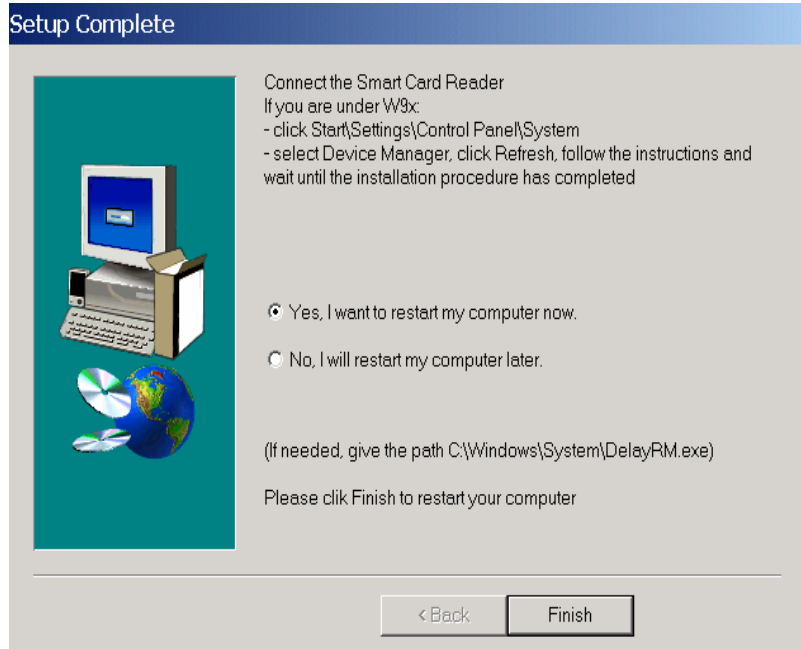 Setup Complete
Connect the Smart Card Reader
If you are under W9x:
- click Start\Settings\Control Panel\System
- select Device Manager, click Refresh, follow the instructions and
wait until the installation procedure has completed
Yes, I want to restart my computer now.
No, I will restart my computer later.
(If needed, give the path C:\Windows\System\DelayRM.exe)
Please clik Finish to restart your computer
< Back
Finish